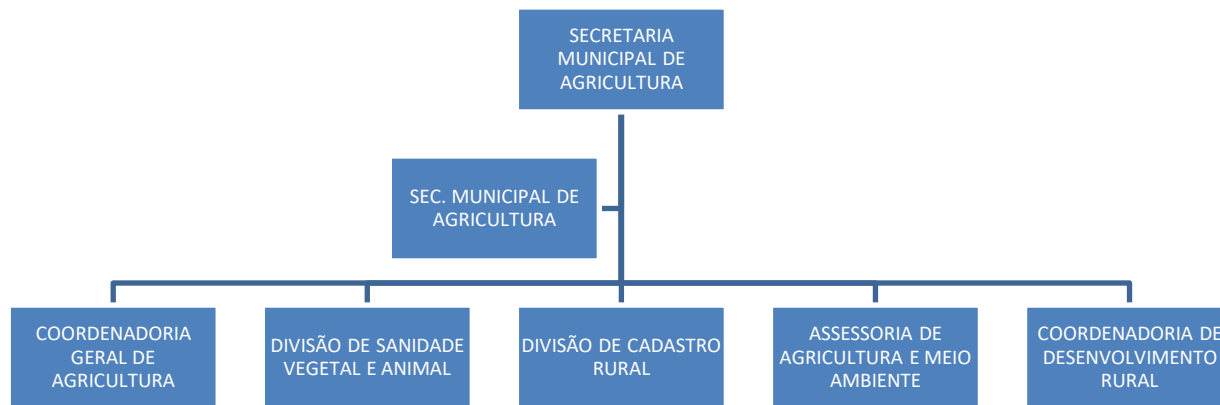 SECRETARIA
MUNICIPAL DE
AGRICULTURA
SEC. MUNICIPAL DE
AGRICULTURA
COORDENADORIA
GERAL DE
AGRICULTURA
DIVISÃO DE SANIDADE
VEGETAL E ANIMAL
DIVISÃO DE CADASTRO
RURAL
ASSESSORIA DE
AGRICULTURA E MEIO
AMBIENTE
COORDENADORIA DE
DESENVOLVIMENTO
RURAL